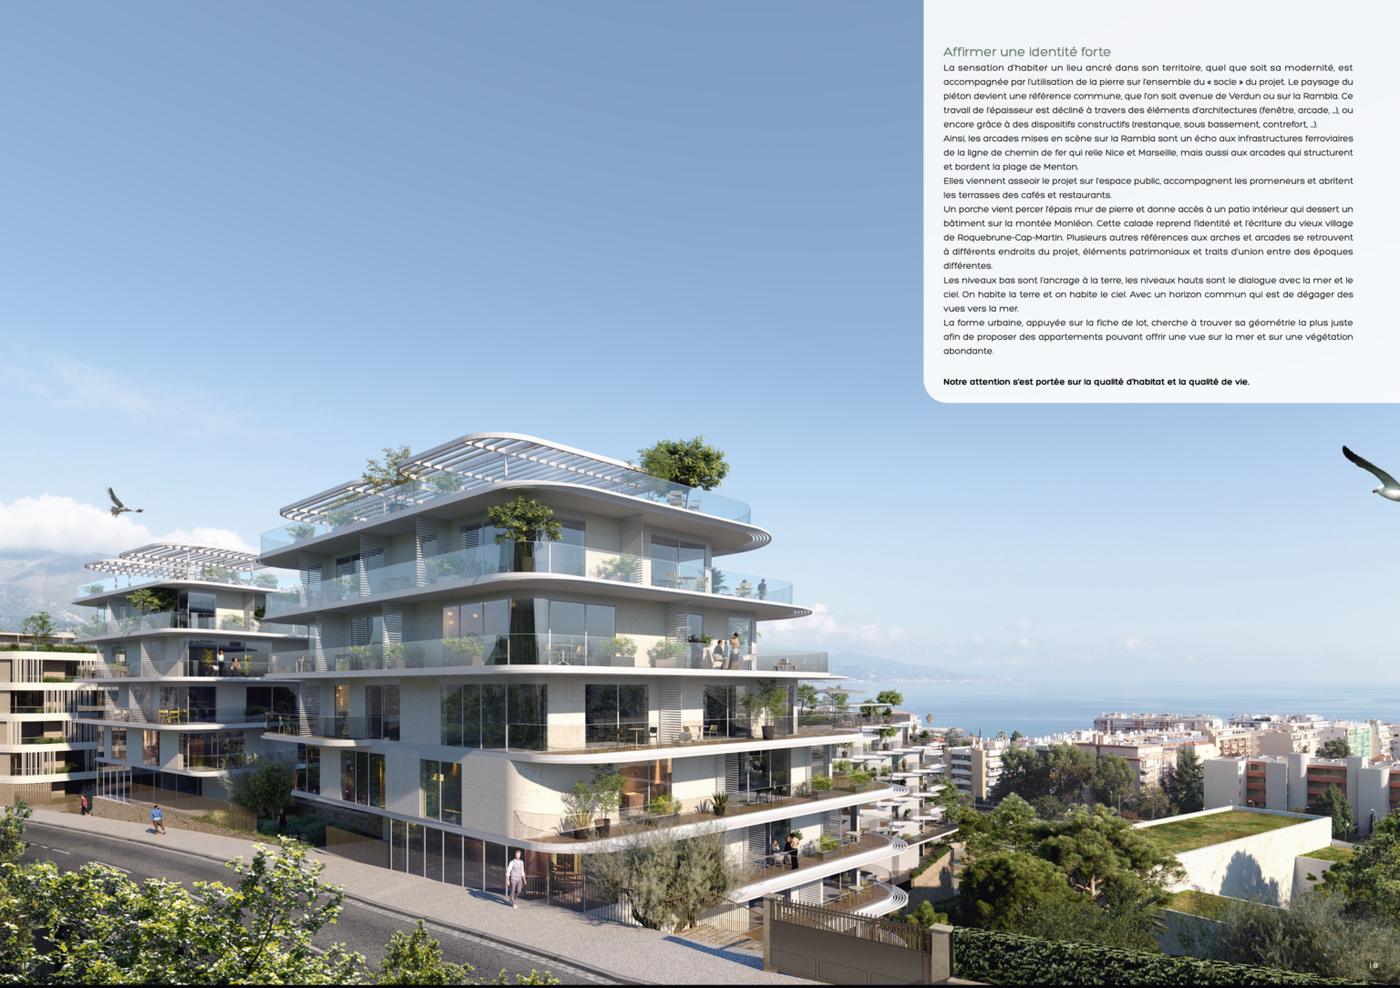 Affirmer une identité forte
La sensation d'habiter un lieu ancré dans son territoire, quel que soit sa modernité, est
accompagnée par l'utilisation de la pierre sur l'ensemble du « socle » du projet. Le paysage du
piéton devient une référence commune, que l'on soit avenue de Verdun ou sur la Rambla. Ce
travail de l'épaisseur est décliné à travers des éléments d'architectures (fenêtre, arcade, ...), ou
encore grâce à des dispositifs constructifs (restanque, sous bassement, contrefort, ...).
Ainsi, les arcades mises en scène sur la Rambla sont un écho aux infrastructures ferroviaires
de la ligne de chemin de fer qui relie Nice et Marseille, mais aussi aux arcades qui structurent
et bordent la plage de Menton.
Elles viennent asseoir le projet sur l'espace public, accompagnent les promeneurs et abritent
les terrasses des cafés et restaurants.
Un porche vient percer l'épais mur de pierre et donne accès à un patio intérieur qui dessert un
bâtiment sur la montée Monléon. Cette calade reprend l'identité et l'écriture du vieux village
de Roquebrune-Cap-Martin. Plusieurs autres références aux arches et arcades se retrouvent
à différents endroits du projet, éléments patrimoniaux et traits d'union entre des époques
différentes.
Les niveaux bas sont l'ancrage à la terre, les niveaux hauts sont le dialogue avec la mer et le
ciel. On habite la terre et on habite le ciel. Avec un horizon commun qui est de dégager des
vues vers la mer.
La forme urbaine, appuyée sur la fiche de lot, cherche à trouver sa géométrie la plus juste
afin de proposer des appartements pouvant offrir une vue sur la mer et sur une végétation
abondante.
Notre attention s'est portée sur la qualité d'habitat et la qualité de vie.
18